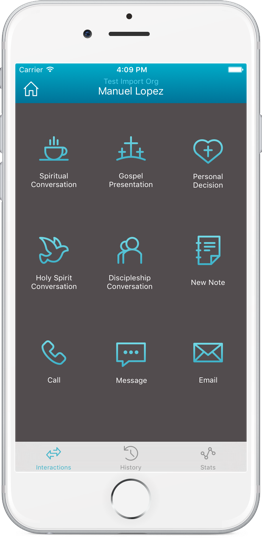 Carrier 4:09 PM
Test Import Org
Manuel Lopez
Spiritual
Conversation
Gospel
Presentation
Personal
Decision
Holy Spirit
Conversation
Discipleship
Conversation
New Note
Call
Message
Email
Interactions
History
Stats